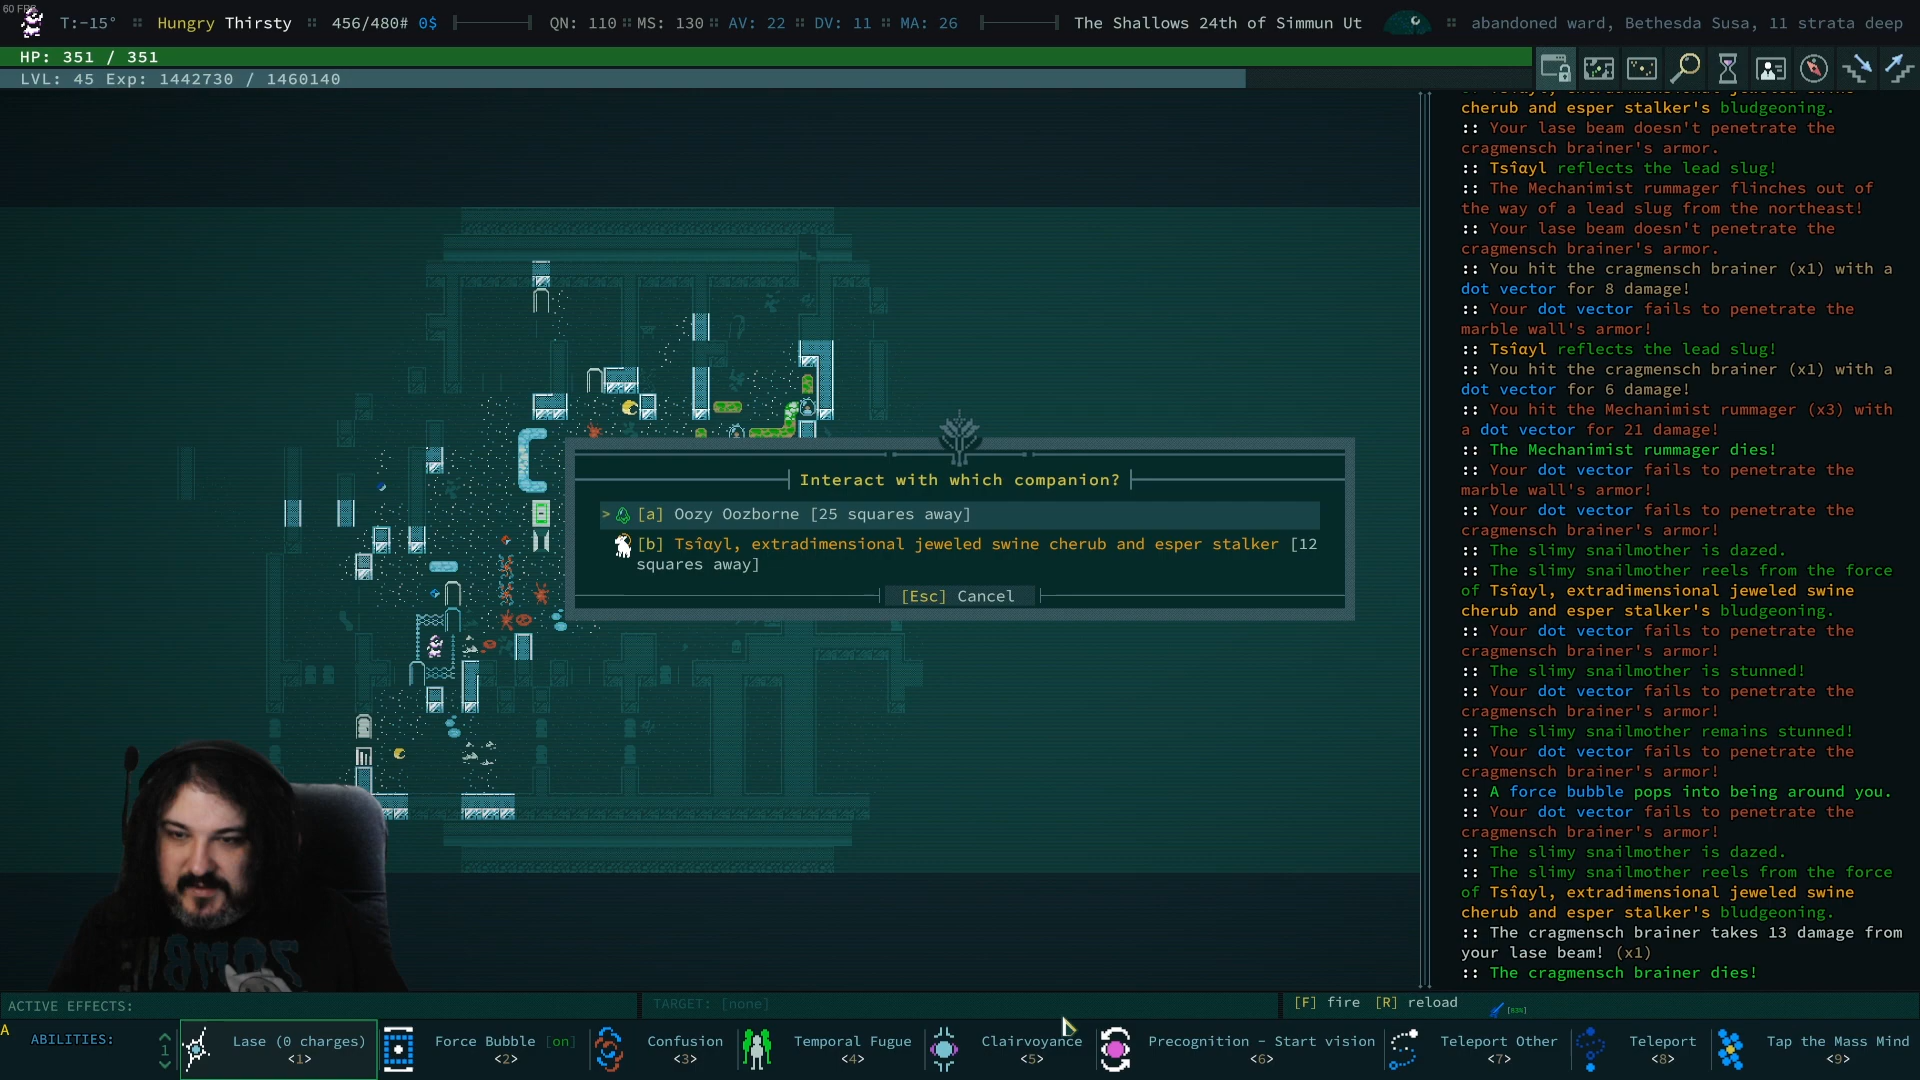 60 FPS
T:-15° :: Hungry Thirsty :: 456/480# 0$ QN: 110 :: MS: 130 :: AV: 22 :: DV: 11 :: MA: 26 The Shallows 24th of Simmun Ut :: abandoned ward, Bethesda Susa, 11 strata deep
HP: 351 / 351
LVL: 45 Exp: 1442730 / 1460140
cherub and esper stalker's bludgeoning.
:: Your lase beam doesn't penetrate the
cragmensch brainer's armor.
:: Tsîɑyl reflects the lead slug!
:: The Mechanimist rummager flinches out of
the way of a lead slug from the northeast!
:: Your lase beam doesn't penetrate the
cragmensch brainer's armor.
:: You hit the cragmensch brainer (x1) with a
dot vector for 8 damage!
:: Your dot vector fails to penetrate the
marble wall's armor!
:: Tsîɑyl reflects the lead slug!
:: You hit the cragmensch brainer (x1) with a
dot vector for 6 damage!
:: You hit the Mechanimist rummager (x3) with
a dot vector for 21 damage!
:: The Mechanimist rummager dies!
:: Your dot vector fails to penetrate the
marble wall's armor!
:: Your dot vector fails to penetrate the
cragmensch brainer's armor!
:: The slimy snailmother is dazed.
:: The slimy snailmother reels from the force
of Tsîɑyl, extradimensional jeweled swine
cherub and esper stalker's bludgeoning.
:: Your dot vector fails to penetrate the
cragmensch brainer's armor!
:: The slimy snailmother is stunned!
:: Your dot vector fails to penetrate the
cragmensch brainer's armor!
:: The slimy snailmother remains stunned!
:: Your dot vector fails to penetrate the
cragmensch brainer's armor!
:: A force bubble pops into being around you.
:: Your dot vector fails to penetrate the
cragmensch brainer's armor!
:: The slimy snailmother is dazed.
:: The slimy snailmother reels from the force
of Tsîɑyl, extradimensional jeweled swine
cherub and esper stalker's bludgeoning.
:: The cragmensch brainer takes 13 damage from
your lase beam! (x1)
:: The cragmensch brainer dies!
Interact with which companion?
> [a] Oozy Oozborne [25 squares away]
[b] Tsîɑyl, extradimensional jeweled swine cherub and esper stalker [12
squares away]
[Esc] Cancel
ACTIVE EFFECTS:
TARGET: [none]
[F] fire [R] reload
[83%]
A
ABILITIES:
1
Lase (0 charges)
<1>
Force Bubble [on]
<2>
Confusion
<3>
Temporal Fugue
<4>
Clairvoyance
<5>
Precognition - Start vision
<6>
Teleport Other
<7>
Teleport
<8>
Tap the Mass Mind
<9>